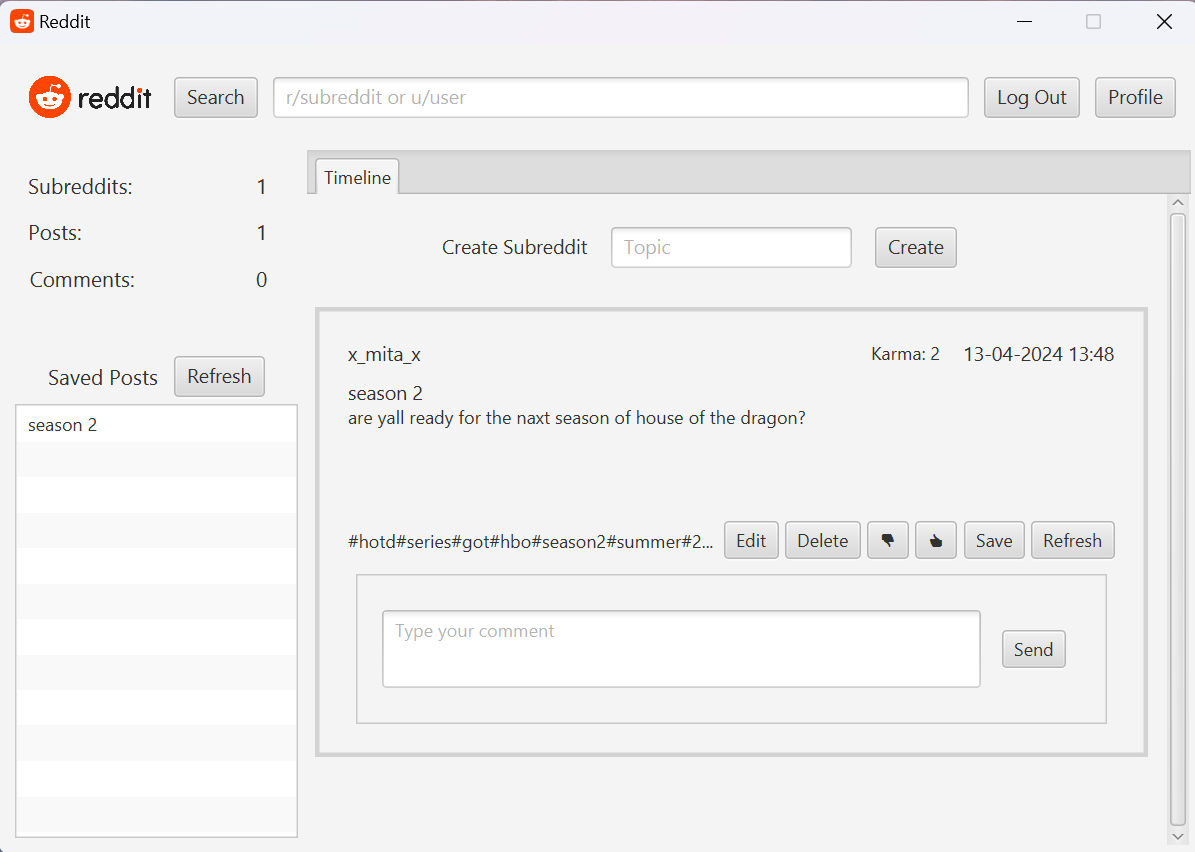 Reddit
reddit Search r/subreddit or u/user Log Out Profile
Subreddits: 1
Posts: 1
Comments: 0
Saved Posts Refresh
season 2
Timeline
Create Subreddit Topic Create
x_mita_x Karma: 2 13-04-2024 13:48
season 2
are yall ready for the naxt season of house of the dragon?
#hotd#series#got#hbo#season2#summer#2... Edit Delete Save Refresh
Type your comment
Send